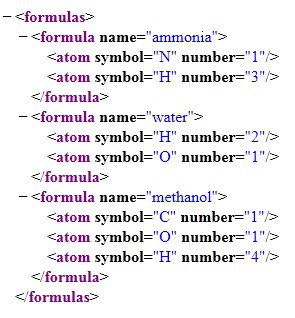 −<formulas>
−<formula name="ammonia">
<atom symbol="N" number="1"/>
<atom symbol="H" number="3"/>
</formula>
−<formula name="water">
<atom symbol="H" number="2"/>
<atom symbol="O" number="1"/>
</formula>
−<formula name="methanol">
<atom symbol="C" number="1"/>
<atom symbol="O" number="1"/>
<atom symbol="H" number="4"/>
</formula>
</formulas>